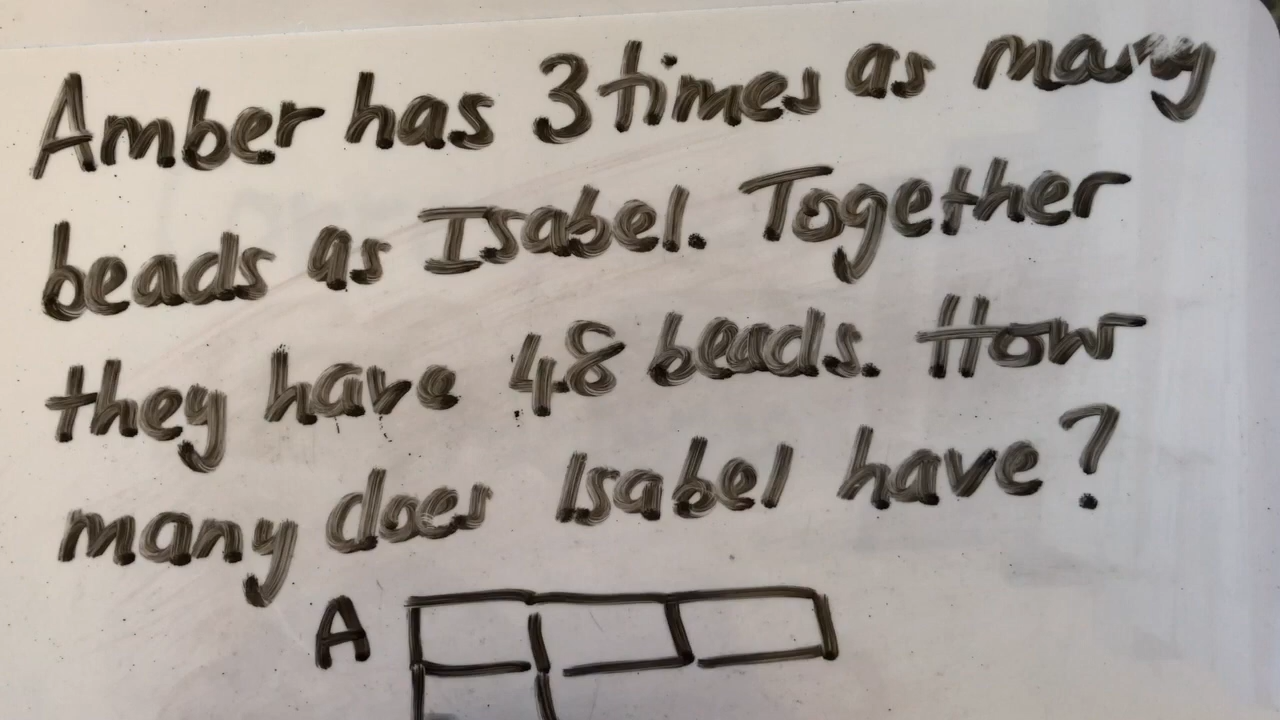 Amber has 3 times as many
beads as Isabel. Together
they have 48 beads. How
many does Isabel have?
A